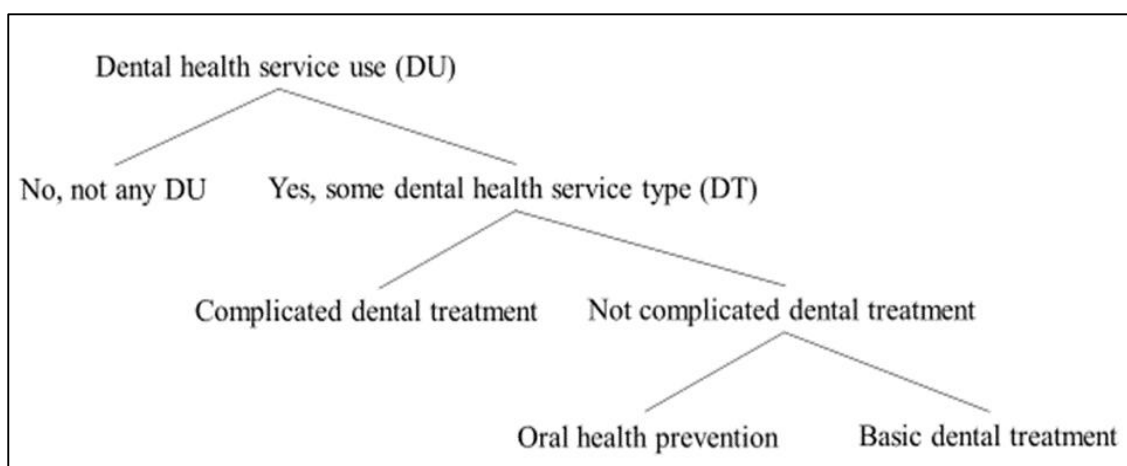 Dental health service use (DU)
No, not any DU
Yes, some dental health service type (DT)
Complicated dental treatment
Not complicated dental treatment
Oral health prevention
Basic dental treatment